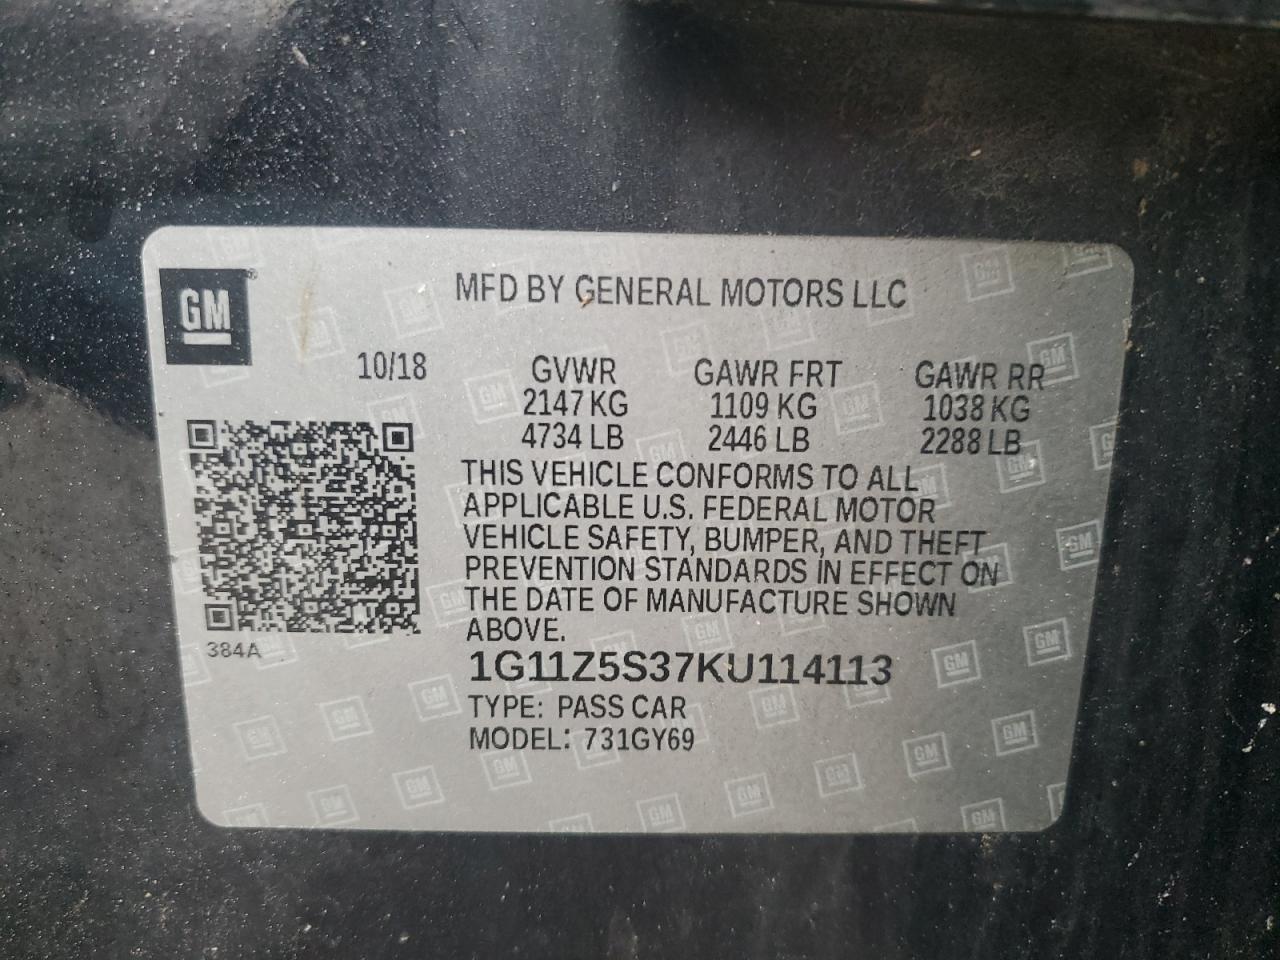 GM
MFD BY GENERAL MOTORS LLC
10/18 GVWR GAWR FRT GAWR RR
2147 KG 1109 KG 1038 KG
4734 LB 2446 LB 2288 LB
THIS VEHICLE CONFORMS TO ALL
APPLICABLE U.S. FEDERAL MOTOR
VEHICLE SAFETY, BUMPER, AND THEFT
PREVENTION STANDARDS IN EFFECT ON
THE DATE OF MANUFACTURE SHOWN
ABOVE.
384A
1G11Z5S37KU114113
TYPE: PASS CAR
MODEL: 731GY69